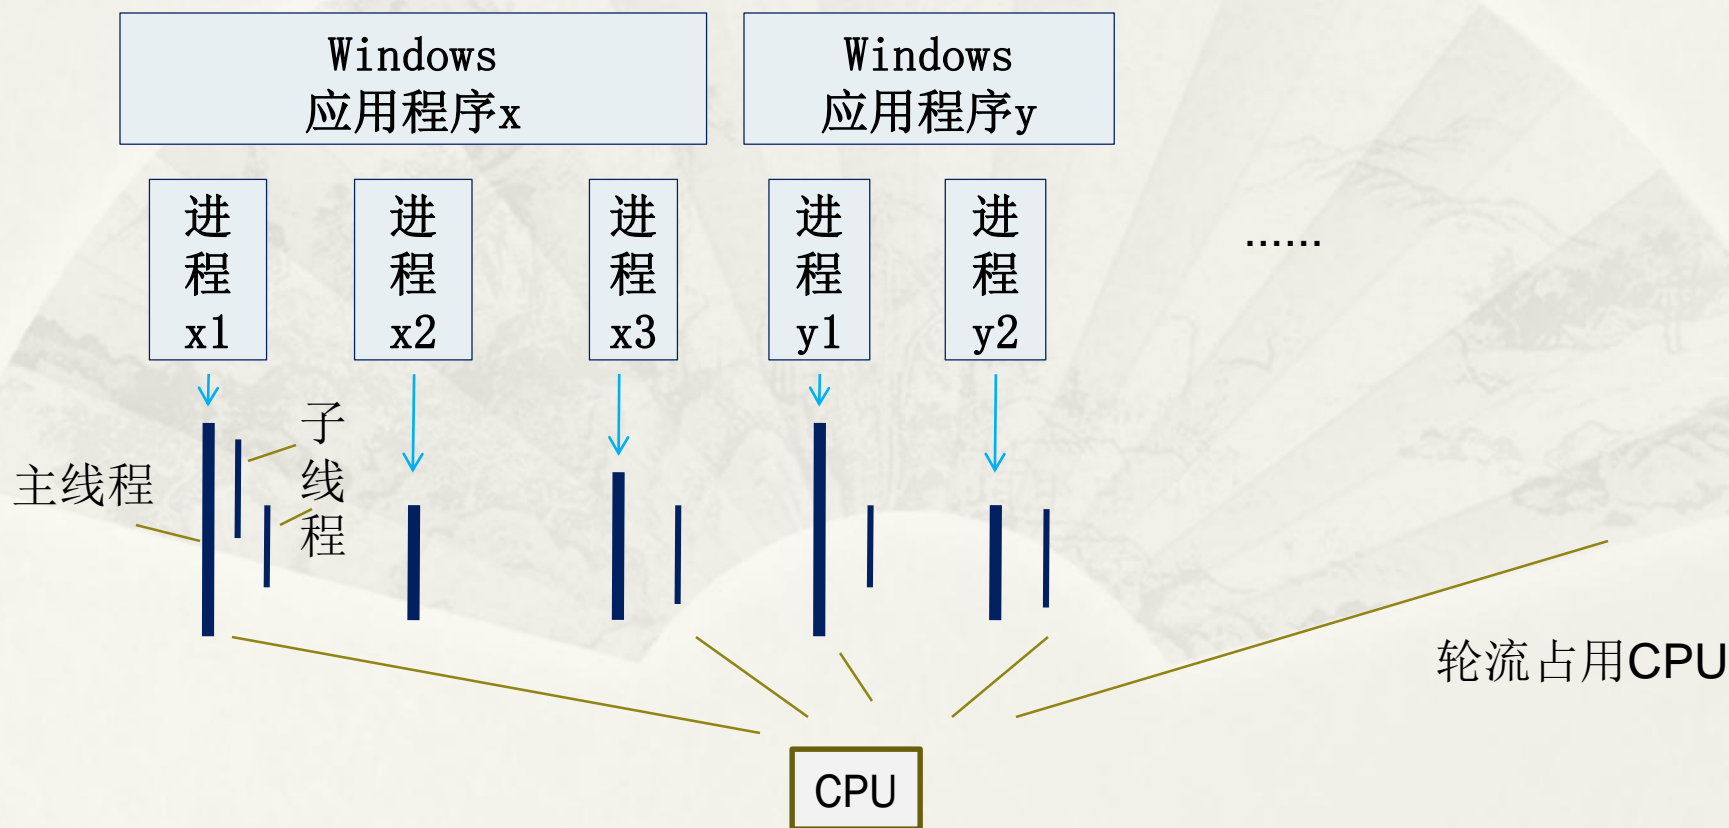 Windows
应用程序x
Windows
应用程序y
进
程
x1
进
程
x2
进
程
x3
进
程
y1
进
程
y2
......
主线程
子
线
程
轮流占用CPU
CPU